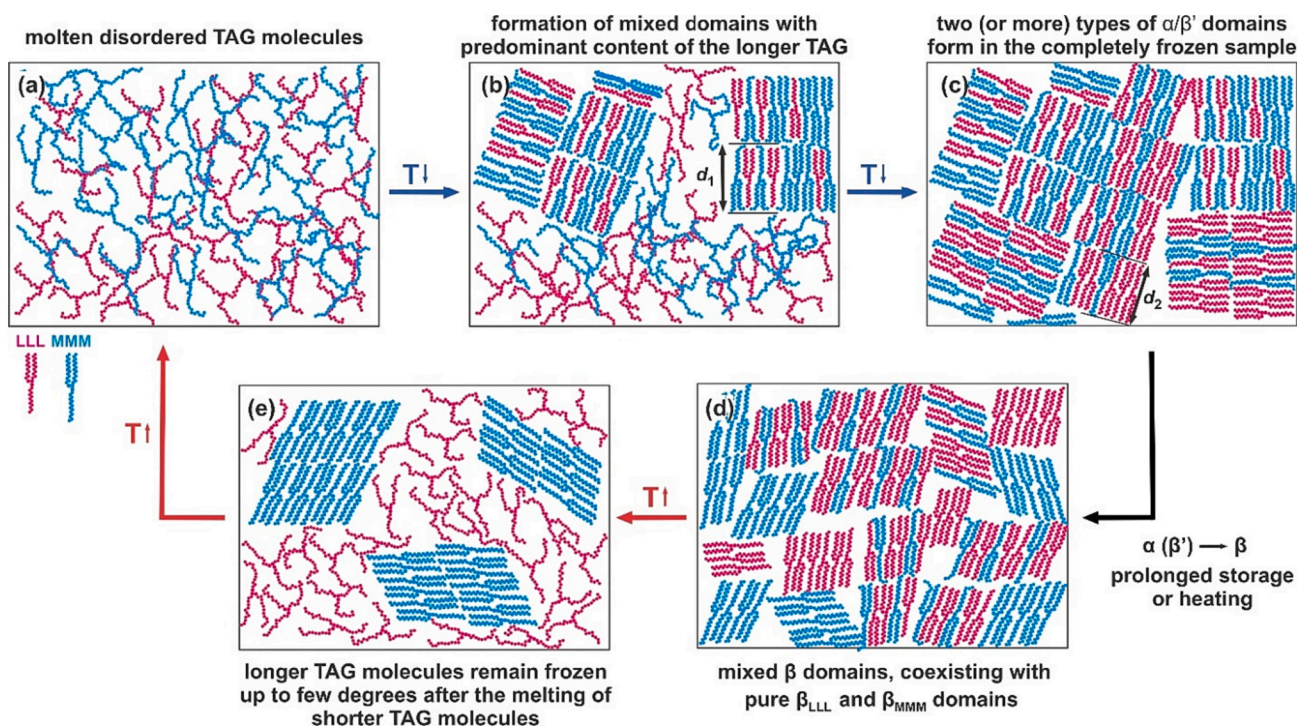 molten disordered TAG molecules
formation of mixed domains with
predominant content of the longer TAG
two (or more) types of α/β’ domains
form in the completely frozen sample
(a)
T↓
(b)
d₁
T↓
(c)
d₂
LLL MMM
T↑
(e)
T↑
(d)
α (β’) → β
prolonged storage
or heating
longer TAG molecules remain frozen
up to few degrees after the melting of
shorter TAG molecules
mixed β domains, coexisting with
pure β_LLL and β_MMM domains